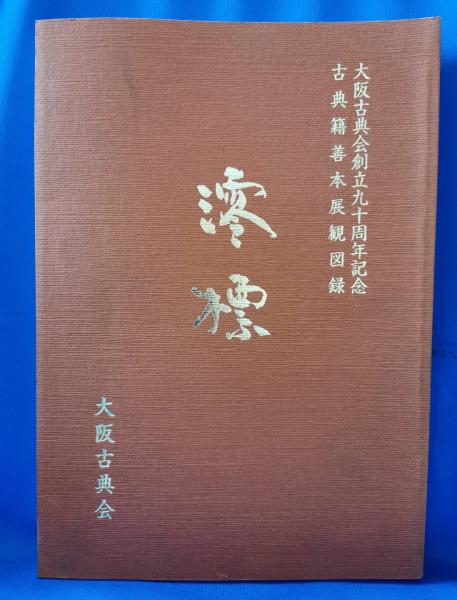 大阪古典会創立九十周年記念
古典籍善本展観図録
澪標
大阪古典会